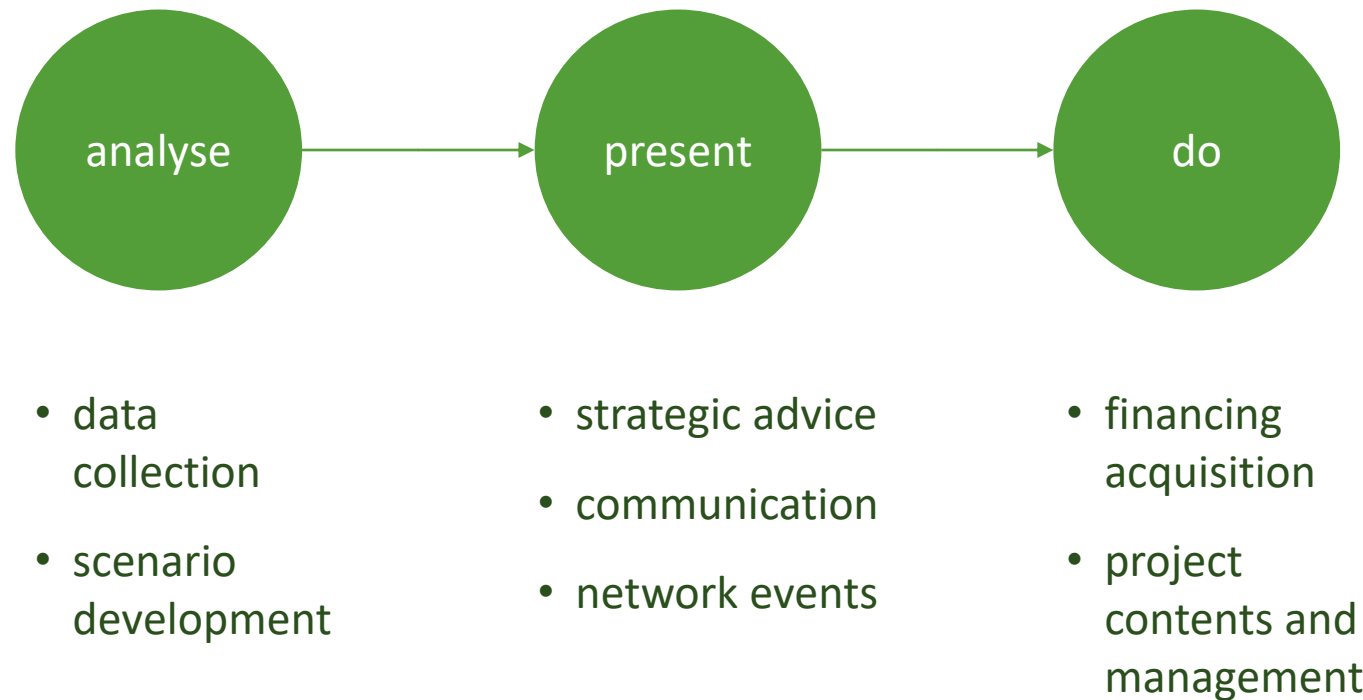 analyse
present
do
• data
collection
• scenario
development
• strategic advice
• communication
• network events
• financing
acquisition
• project
contents and
management